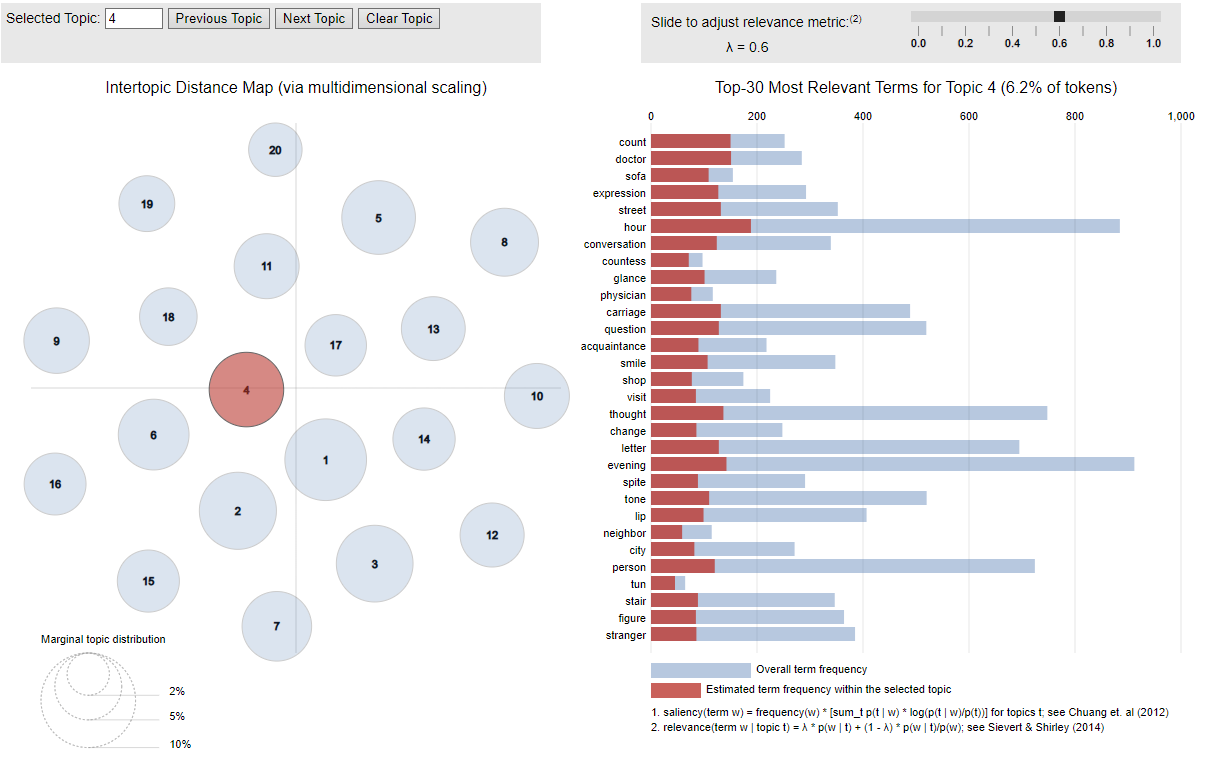 Selected Topic: 4 Previous Topic Next Topic Clear Topic
Slide to adjust relevance metric:(2)
λ = 0.6
0.0 0.2 0.4 0.6 0.8 1.0
Intertopic Distance Map (via multidimensional scaling)
20
19
5
8
11
18
9
17
13
4
10
6
14
1
16
2
12
3
15
7
Marginal topic distribution
2%
5%
10%
Top-30 Most Relevant Terms for Topic 4 (6.2% of tokens)
0 200 400 600 800 1,000
count
doctor
sofa
expression
street
hour
conversation
countess
glance
physician
carriage
question
acquaintance
smile
shop
visit
thought
change
letter
evening
spite
tone
lip
neighbor
city
person
tun
stair
figure
stranger
Overall term frequency
Estimated term frequency within the selected topic
1. saliency(term w) = frequency(w) * [sum_t p(t | w) * log(p(t | w)/p(t))] for topics t; see Chuang et. al (2012)
2. relevance(term w | topic t) = λ * p(w | t) + (1 - λ) * p(w | t)/p(w); see Sievert & Shirley (2014)